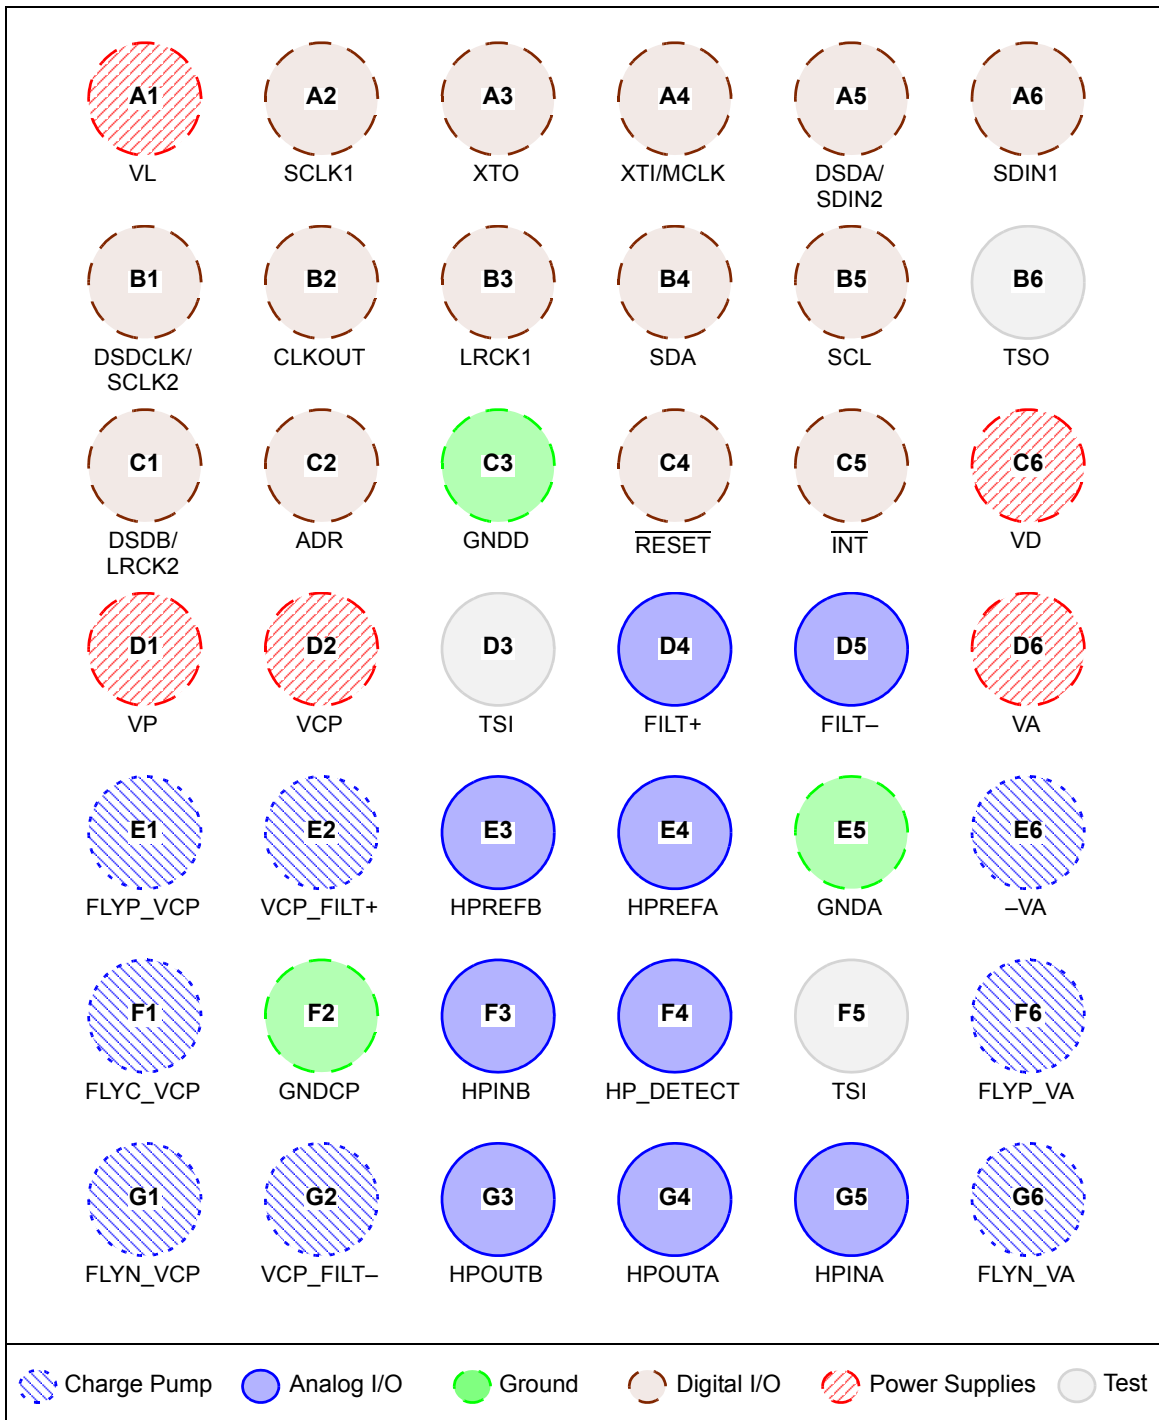 A1 A2 A3 A4 A5 A6
VL SCLK1 XTO XTI/MCLK DSDA/ SDIN1
SDIN2
B1 B2 B3 B4 B5 B6
DSDCLK/ CLKOUT LRCK1 SDA SCL TSO
SCLK2
C1 C2 C3 C4 C5 C6
DSDB/ ADR GNDD RESET INT VD
LRCK2
D1 D2 D3 D4 D5 D6
VP VCP TSI FILT+ FILT– VA
E1 E2 E3 E4 E5 E6
FLYP_VCP VCP_FILT+ HPREFB HPREFA GNDA –VA
F1 F2 F3 F4 F5 F6
FLYC_VCP GNDCP HPINB HP_DETECT TSI FLYP_VA
G1 G2 G3 G4 G5 G6
FLYN_VCP VCP_FILT– HPOUTB HPOUTA HPINA FLYN_VA
Charge Pump Analog I/O Ground Digital I/O Power Supplies Test